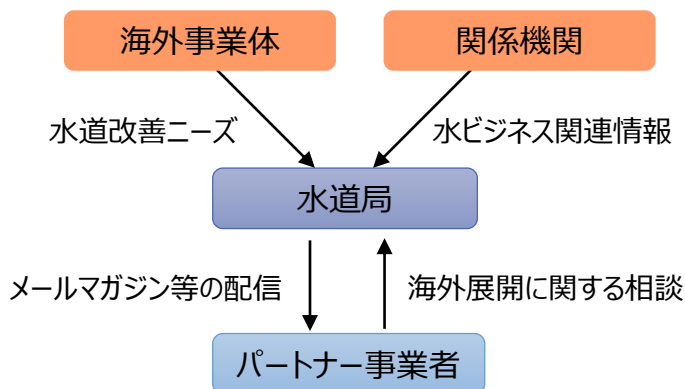 海外事業体
関係機関
水道改善ニーズ
水ビジネス関連情報
水道局
メールマガジン等の配信
海外展開に関する相談
パートナー事業者